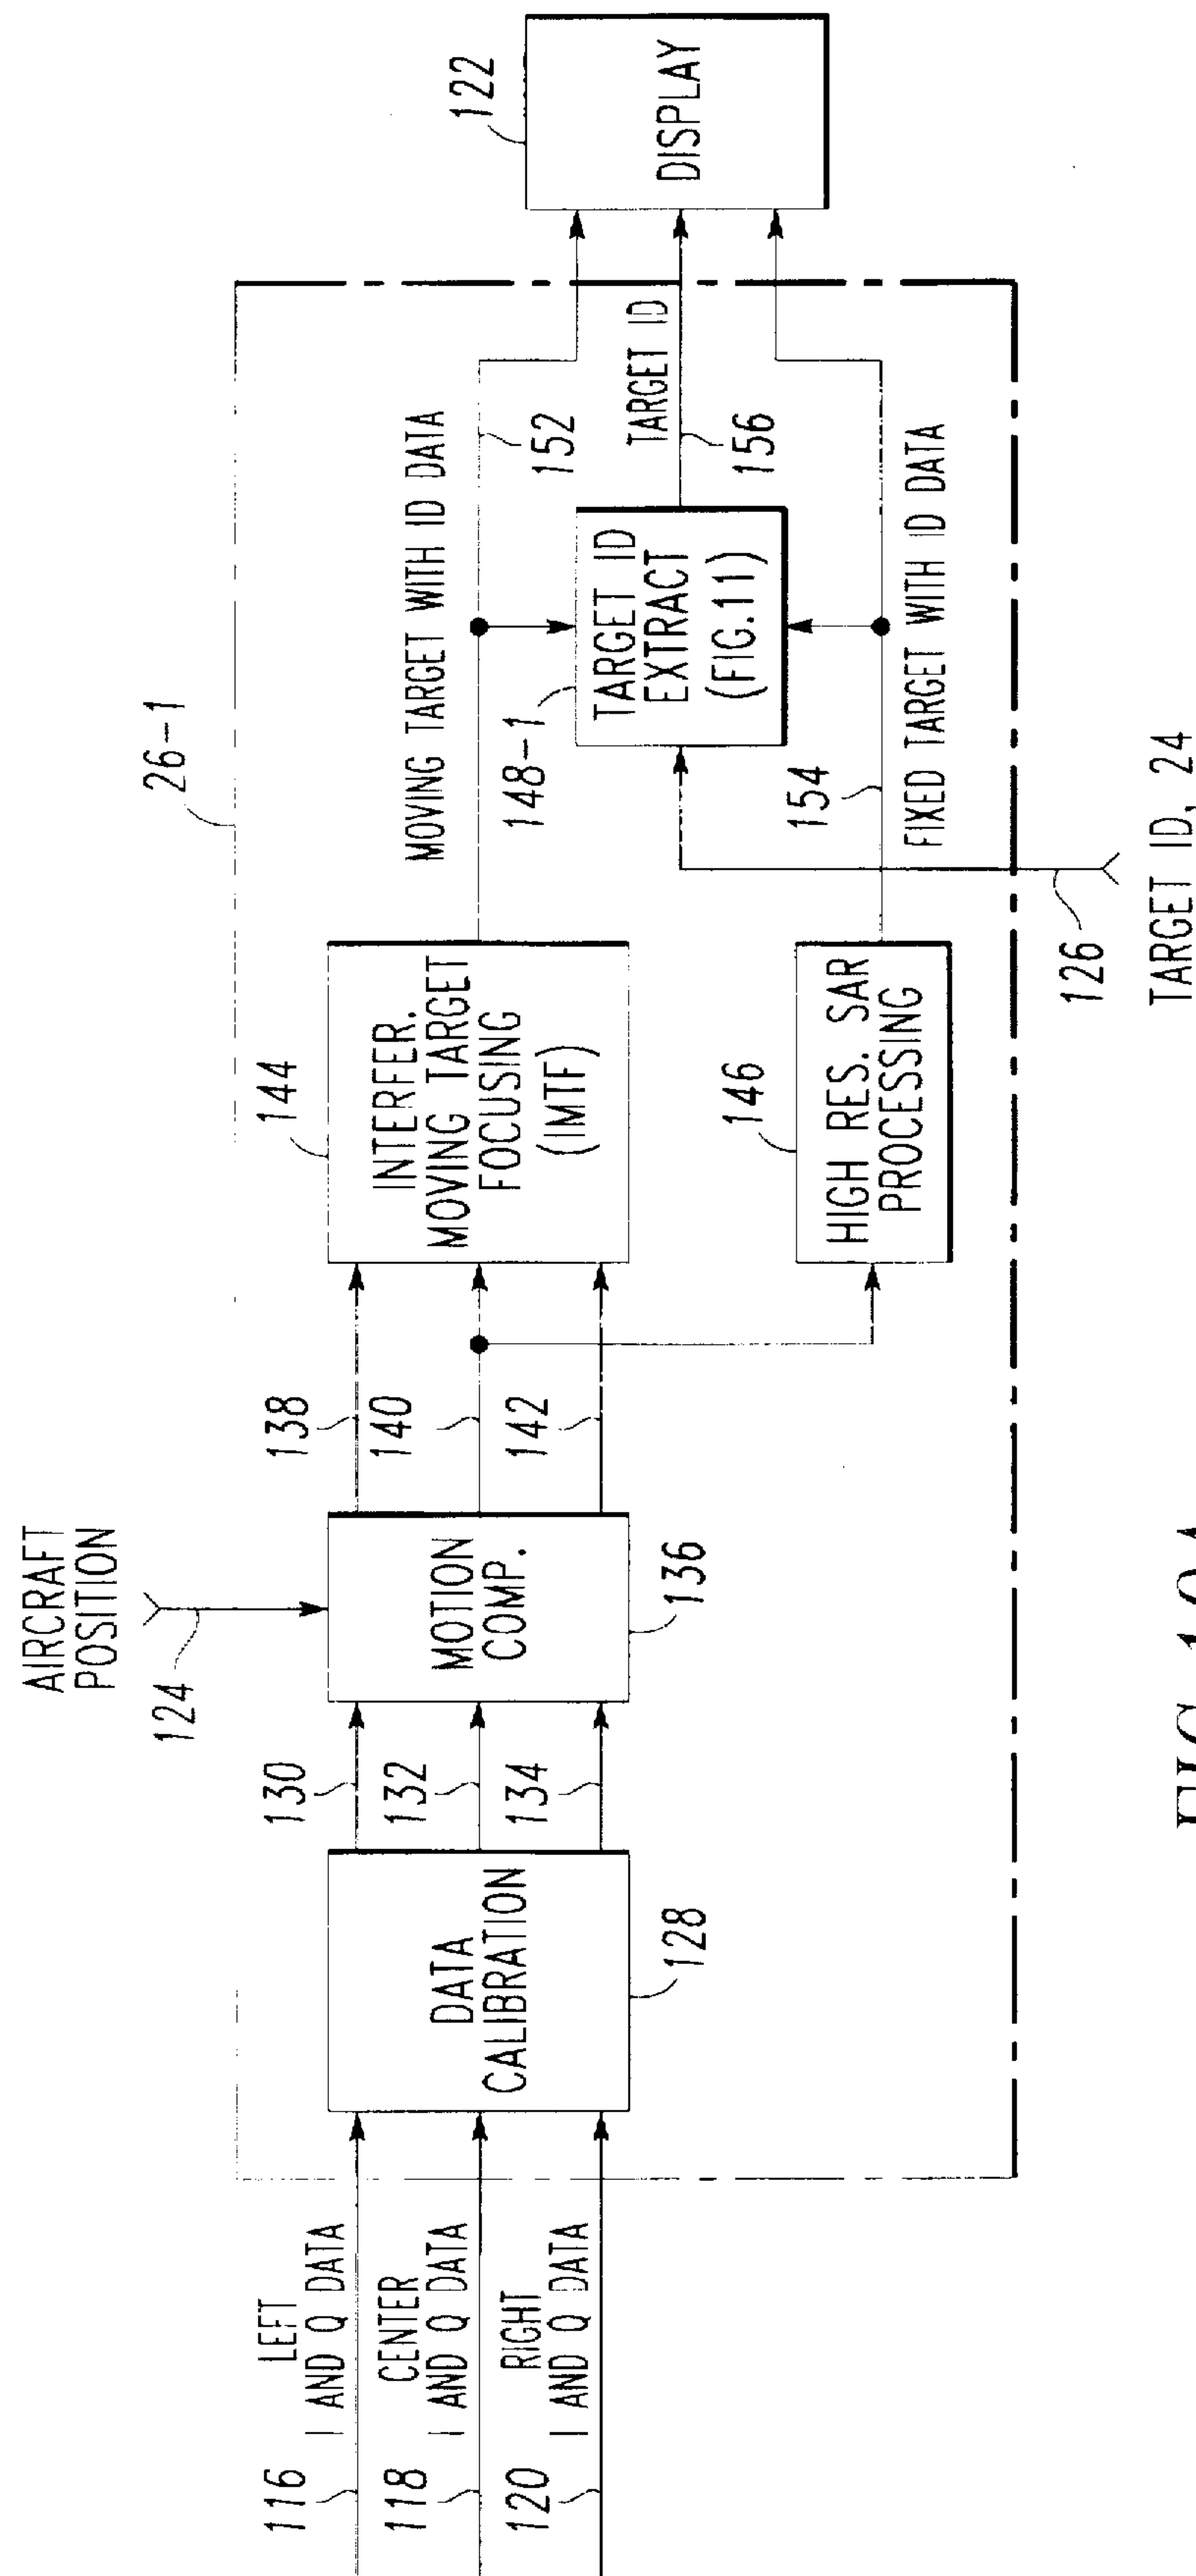 AIRCRAFT
POSITION
124
26-1
LEFT
I AND Q DATA
116
CENTER
I AND Q DATA
118
RIGHT
I AND Q DATA
120
DATA
CALIBRATION
128
130
132
134
MOTION
COMP.
136
138
140
142
144
INTERFER.
MOVING TARGET
FOCUSING
(IMTF)
146
HIGH RES. SAR
PROCESSING
MOVING TARGET WITH ID DATA
152
148-1
TARGET ID
EXTRACT
(FIG.11)
TARGET ID
156
154
FIXED TARGET WITH ID DATA
126
TARGET ID, 24
122
DISPLAY